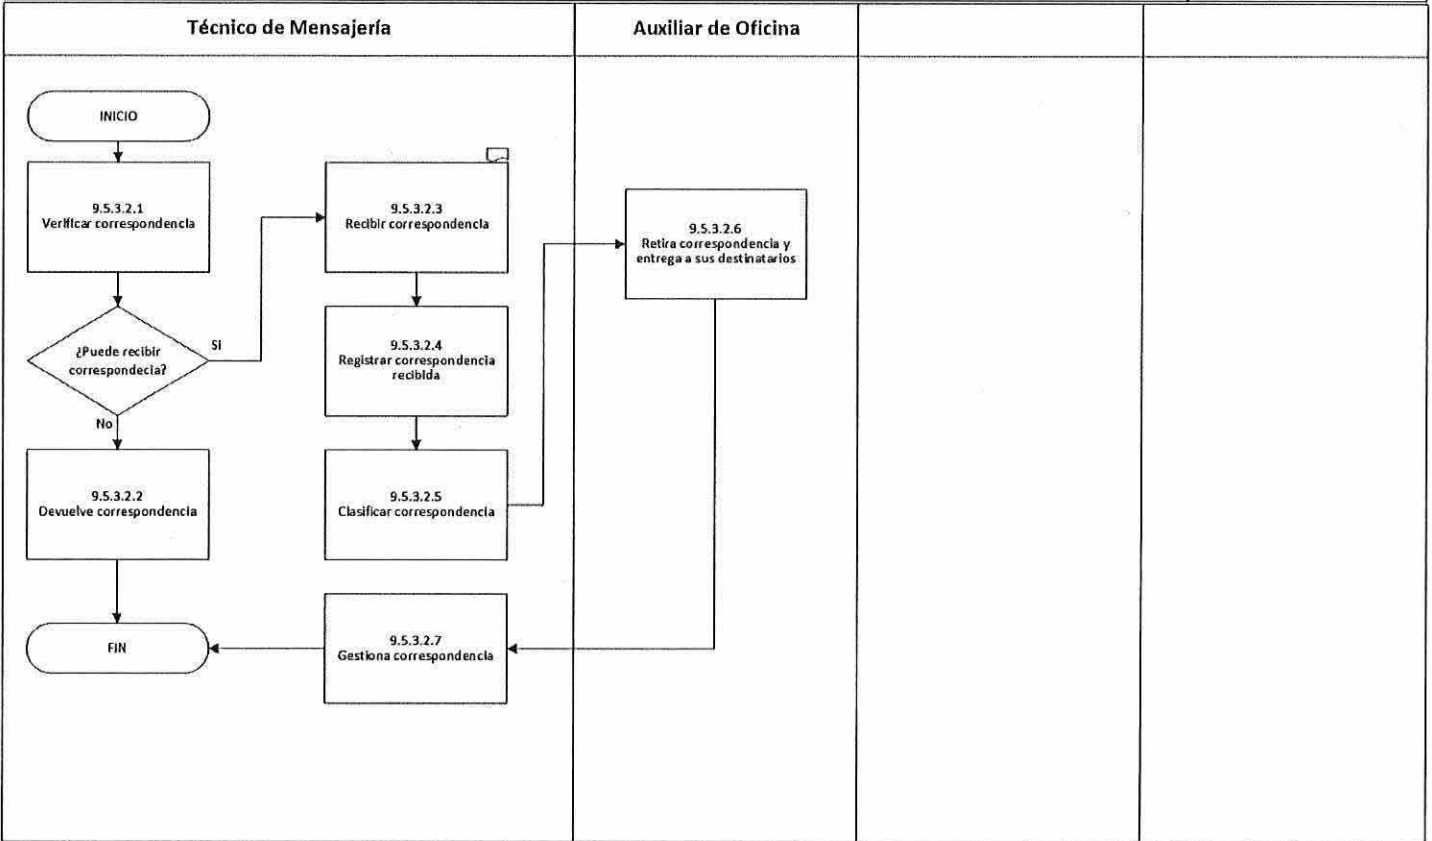 Técnico de Mensajería
Auxiliar de Oficina
INICIO
9.5.3.2.1
Verificar correspondencia
¿Puede recibir
correspondecia?
Si
No
9.5.3.2.2
Devuelve correspondencia
FIN
9.5.3.2.3
Recibir correspondencia
9.5.3.2.4
Registrar correspondencia
recibida
9.5.3.2.5
Clasificar correspondencia
9.5.3.2.6
Retira correspondencia y
entrega a sus destinatarios
9.5.3.2.7
Gestiona correspondencia